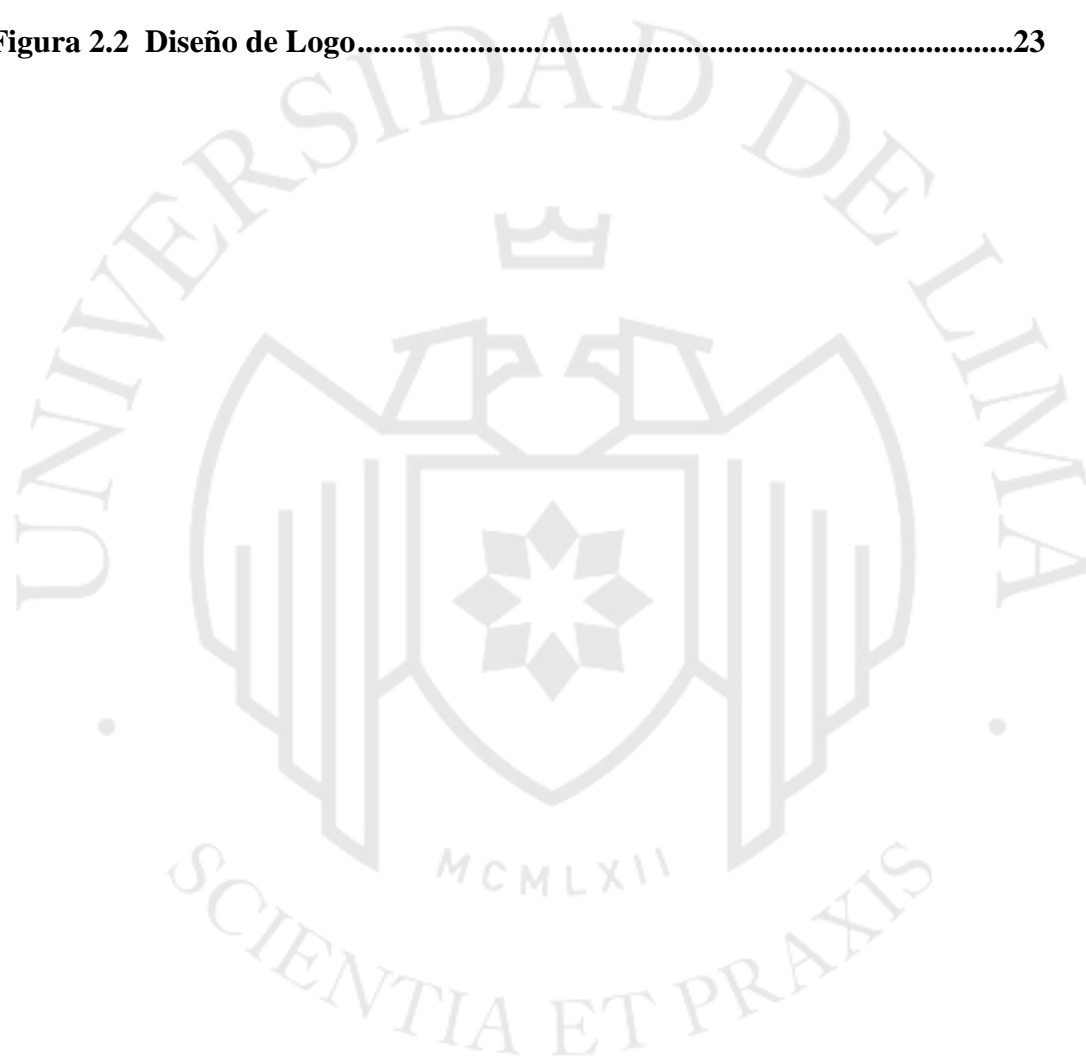 Figura 2.2 Diseño de Logo....................................................................................23
UNIVERSIDAD DE LIMA
MCMLXII
SCIENTIA ET PRAXIS